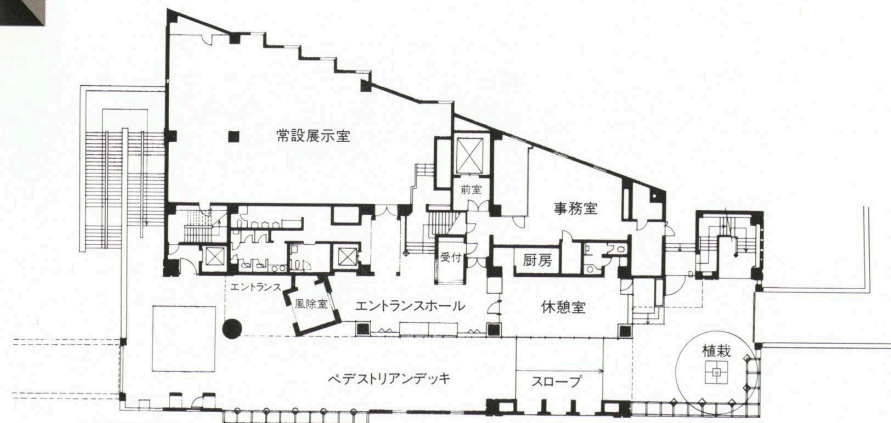 常設展示室
前室
事務室
受付
厨房
エントランス
風除室
エントランスホール
休憩室
植栽
ペデストリアンデッキ
スロープ